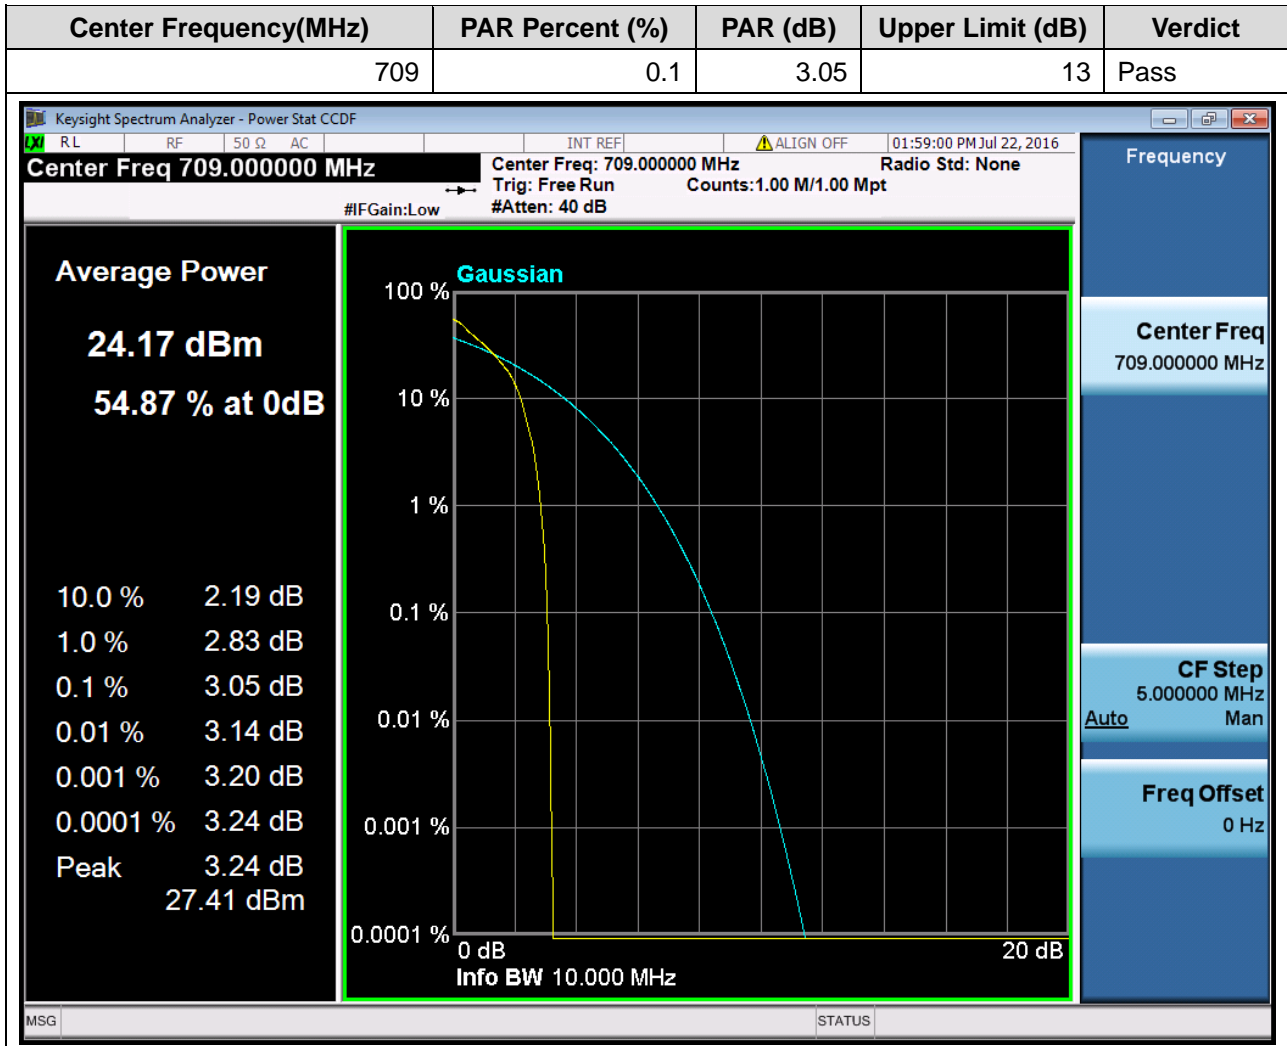 Center Frequency(MHz) PAR Percent (%) PAR (dB) Upper Limit (dB) Verdict
709 0.1 3.05 13 Pass
Keysight Spectrum Analyzer - Power Stat CCDF
LXI RL RF 50 Ω AC INT REF ALIGN OFF 01:59:00 PM Jul 22, 2016
Center Freq 709.000000 MHz
Center Freq: 709.000000 MHz Radio Std: None
Trig: Free Run Counts:1.00 M/1.00 Mpt
#IFGain:Low #Atten: 40 dB
Average Power
24.17 dBm
54.87 % at 0dB
10.0 % 2.19 dB
1.0 % 2.83 dB
0.1 % 3.05 dB
0.01 % 3.14 dB
0.001 % 3.20 dB
0.0001 % 3.24 dB
Peak 3.24 dB
27.41 dBm
Gaussian
100 %
10 %
1 %
0.1 %
0.01 %
0.001 %
0.0001 %
0 dB 20 dB
Info BW 10.000 MHz
Frequency
Center Freq
709.000000 MHz
CF Step
5.000000 MHz
Auto Man
Freq Offset
0 Hz
MSG STATUS